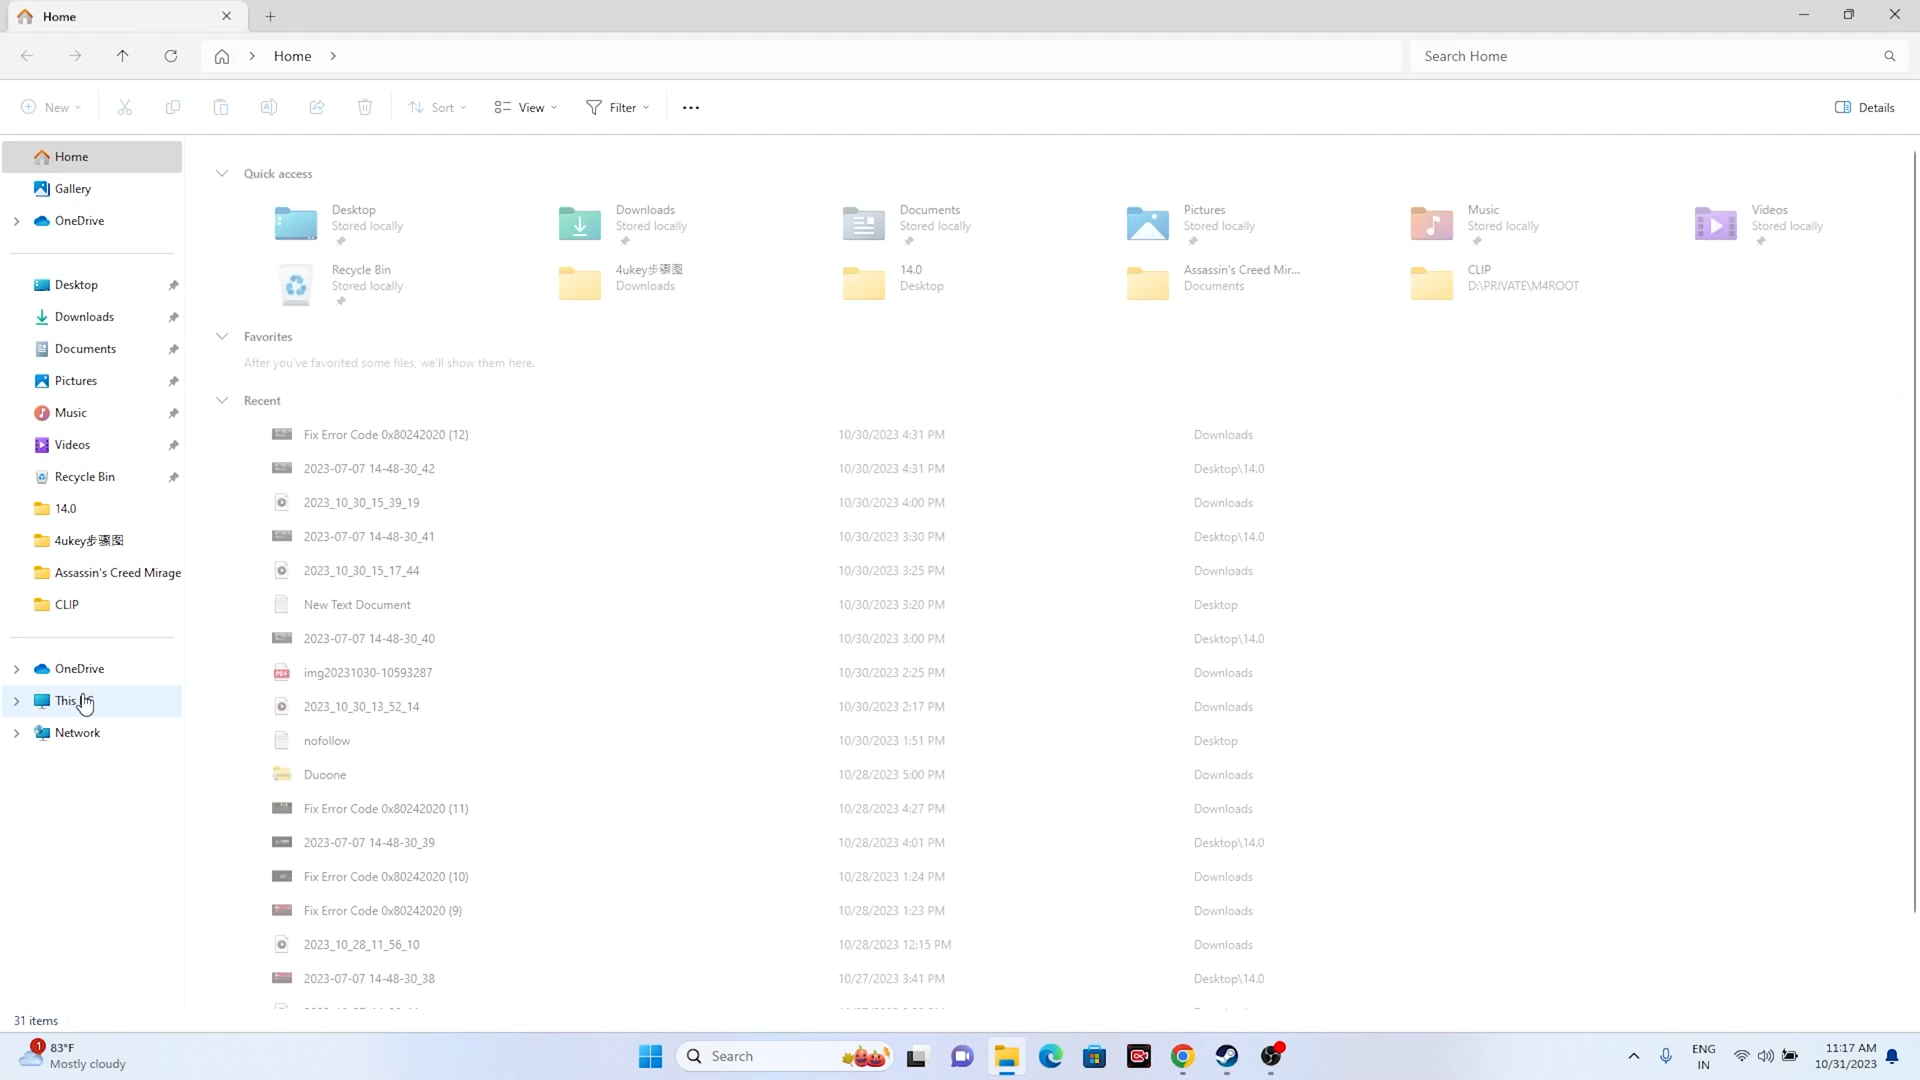 Home
Home
Search Home
New
Sort
View
Filter
Details
Home
Gallery
OneDrive
Desktop
Downloads
Documents
Pictures
Music
Videos
Recycle Bin
14.0
4ukey步骤图
Assassin's Creed Mirage
CLIP
OneDrive
This
Network
Quick access
Desktop
Stored locally
Downloads
Stored locally
Documents
Stored locally
Pictures
Stored locally
Music
Stored locally
Videos
Stored locally
Recycle Bin
Stored locally
4ukey步骤图
Downloads
14.0
Desktop
Assassin's Creed Mir...
Documents
CLIP
D:\PRIVATE\M4ROOT
Favorites
After you've favorited some files, we'll show them here.
Recent
Fix Error Code 0x80242020 (12) 10/30/2023 4:31 PM Downloads
2023-07-07 14-48-30_42 10/30/2023 4:31 PM Desktop\14.0
2023_10_30_15_39_19 10/30/2023 4:00 PM Downloads
2023-07-07 14-48-30_41 10/30/2023 3:30 PM Desktop\14.0
2023_10_30_15_17_44 10/30/2023 3:25 PM Downloads
New Text Document 10/30/2023 3:20 PM Desktop
2023-07-07 14-48-30_40 10/30/2023 3:00 PM Desktop\14.0
img20231030-10593287 10/30/2023 2:25 PM Downloads
2023_10_30_13_52_14 10/30/2023 2:17 PM Downloads
nofollow 10/30/2023 1:51 PM Desktop
Duoone 10/28/2023 5:00 PM Downloads
Fix Error Code 0x80242020 (11) 10/28/2023 4:27 PM Downloads
2023-07-07 14-48-30_39 10/28/2023 4:01 PM Desktop\14.0
Fix Error Code 0x80242020 (10) 10/28/2023 1:24 PM Downloads
Fix Error Code 0x80242020 (9) 10/28/2023 1:23 PM Downloads
2023_10_28_11_56_10 10/28/2023 12:15 PM Downloads
2023-07-07 14-48-30_38 10/27/2023 3:41 PM Desktop\14.0
31 items
1
83°F
Mostly cloudy
Search
ENG
IN
11:17 AM
10/31/2023